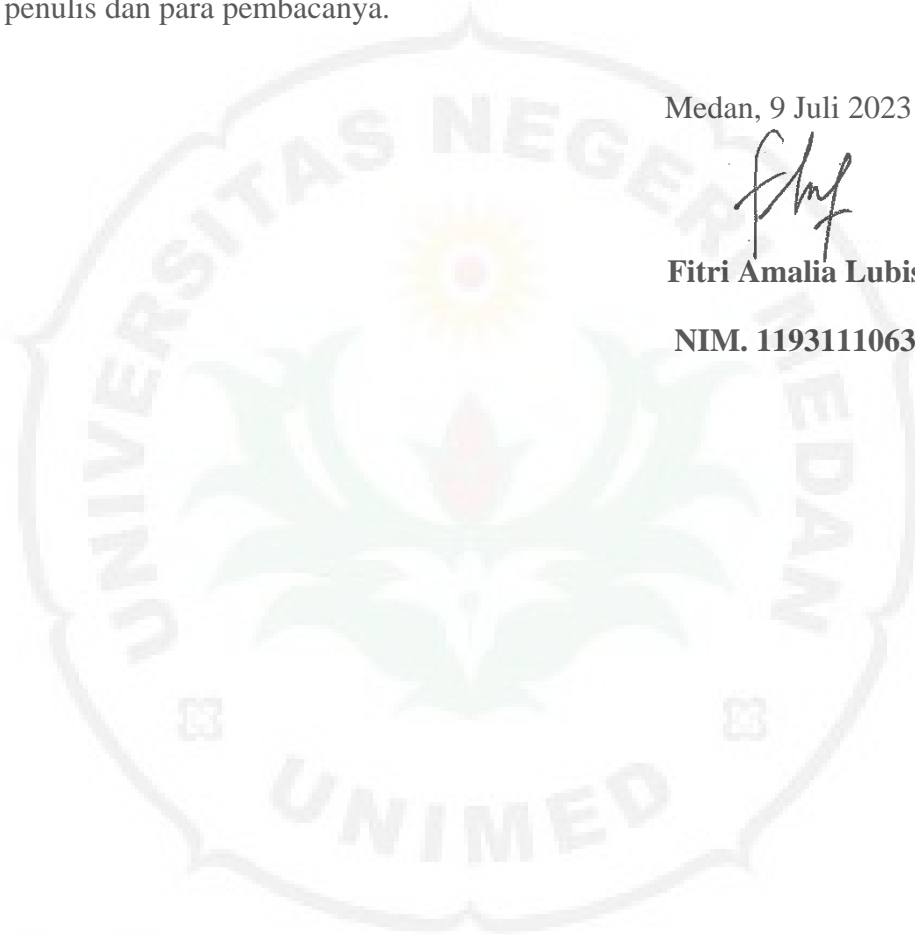 penulis dan para pembacanya.
Medan, 9 Juli 2023
Fitri Amalia Lubis
NIM. 1193111063
UNIVERSITAS NEGERI MEDAN
UNIMED